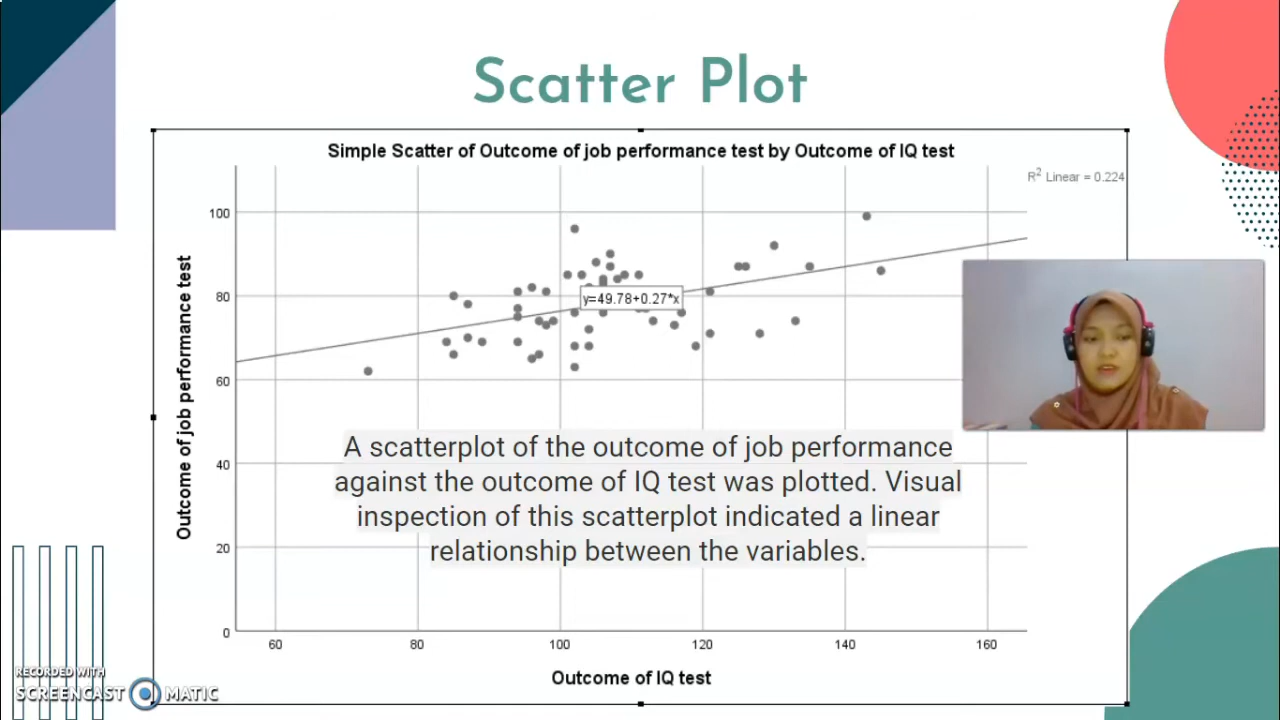 Scatter Plot
Simple Scatter of Outcome of job performance test by Outcome of IQ test
R² Linear = 0.224
100
80
60
40
20
0
Outcome of job performance test
y=49.78+0.27*x
A scatterplot of the outcome of job performance
against the outcome of IQ test was plotted. Visual
inspection of this scatterplot indicated a linear
relationship between the variables.
60 80 100 120 140 160
Outcome of IQ test
RECORDED WITH
SCREENCAST MATIC